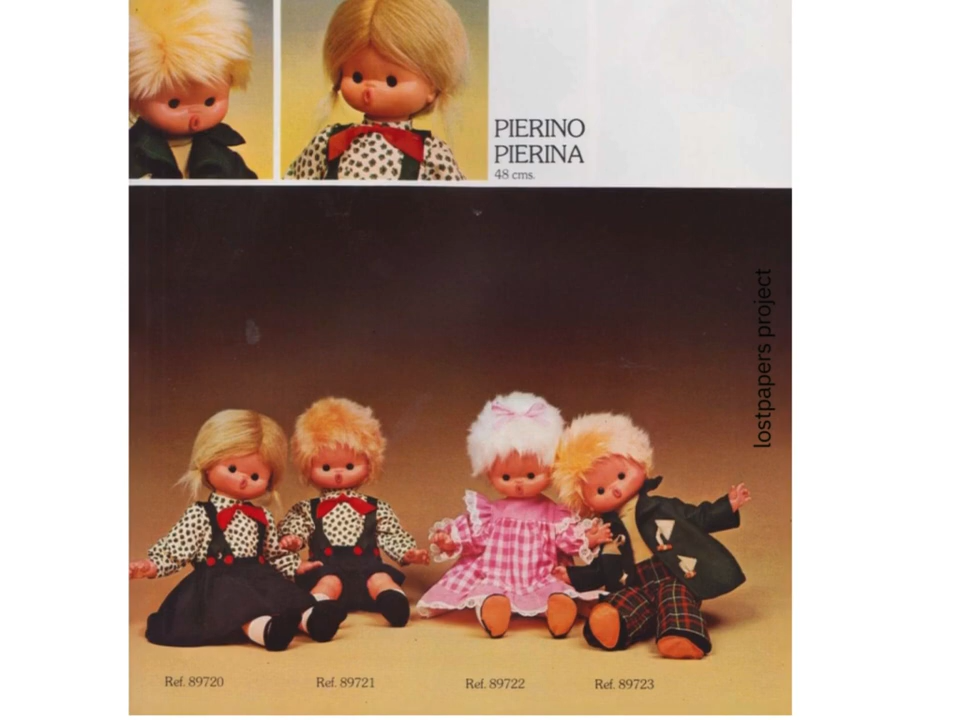 PIERINO
PIERINA
48 cms.
lostpapers project
Ref. 89720
Ref. 89721
Ref. 89722
Ref. 89723